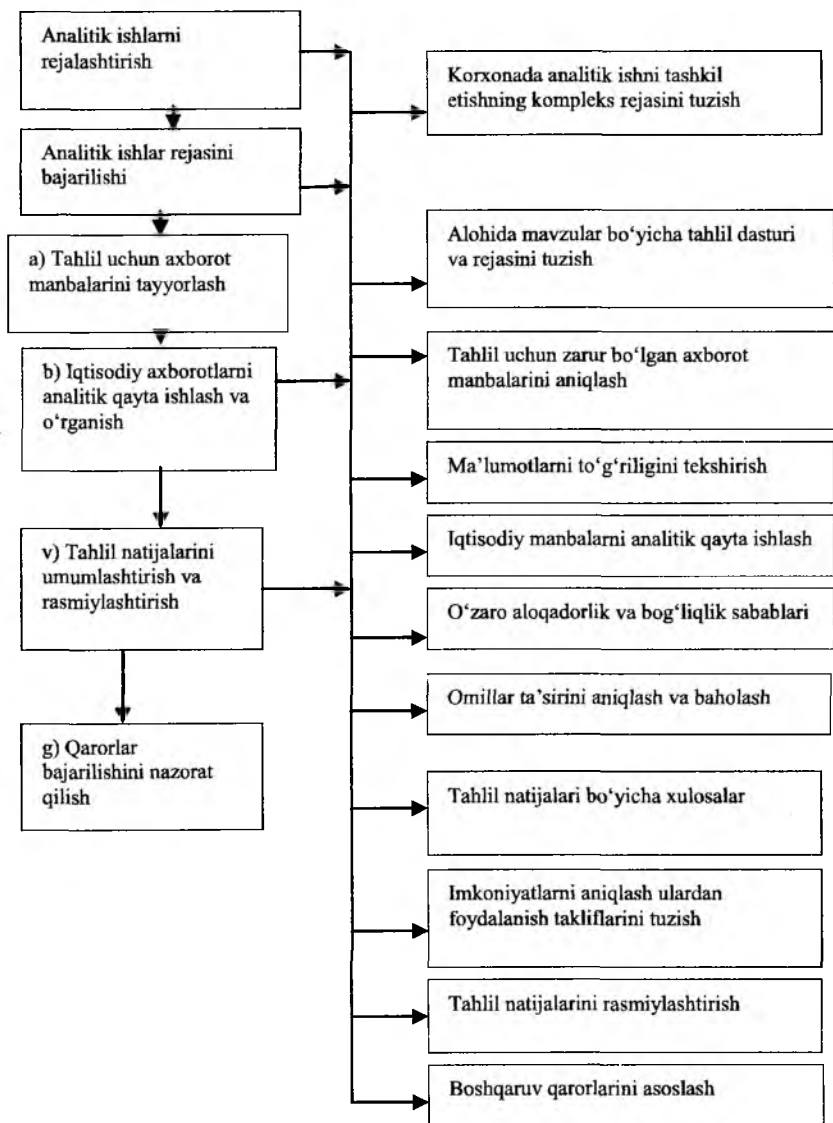 Analitik ishlarni
rejalashtirish
Analitik ishlar rejasini
bajarilishi
a) Tahlil uchun axborot
manbalarini tayyorlash
b) Iqtisodiy axborotlarni
analitik qayta ishlash va
o‘rganish
v) Tahlil natijalarini
umumlashtirish va
rasmiylashtirish
g) Qarorlar
bajarilishini nazorat
qilish
Korxonada analitik ishni tashkil
etishning kompleks rejasini tuzish
Alohida mavzular bo‘yicha tahlil dasturi
va rejasini tuzish
Tahlil uchun zarur bo‘lgan axborot
manbalarini aniqlash
Ma’lumotlarni to‘g‘riligini tekshirish
Iqtisodiy manbalarni analitik qayta ishlash
O‘zaro aloqadorlik va bog‘liqlik sabablari
Omillar ta’sirini aniqlash va baholash
Tahlil natijalari bo‘yicha xulosalar
Imkoniyatlarni aniqlash ulardan
foydalanish takliflarini tuzish
Tahlil natijalarini rasmiylashtirish
Boshqaruv qarorlarini asoslash